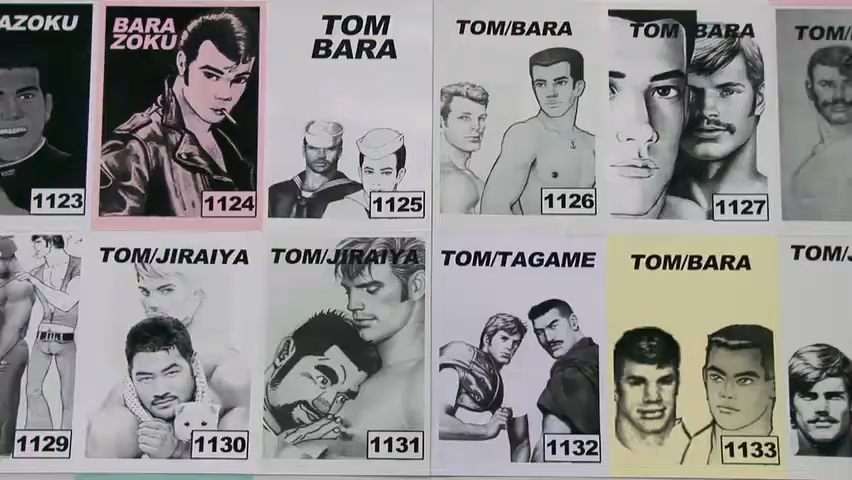 AZOKU
1123
BARA
ZOKU
1124
TOM
BARA
1125
TOM/BARA
1126
TOM BARA
1127
TOM/
1129
TOM/JIRAIYA
1130
TOM/JIRAIYA
1131
TOM/TAGAME
1132
TOM/BARA
1133
TOM/J